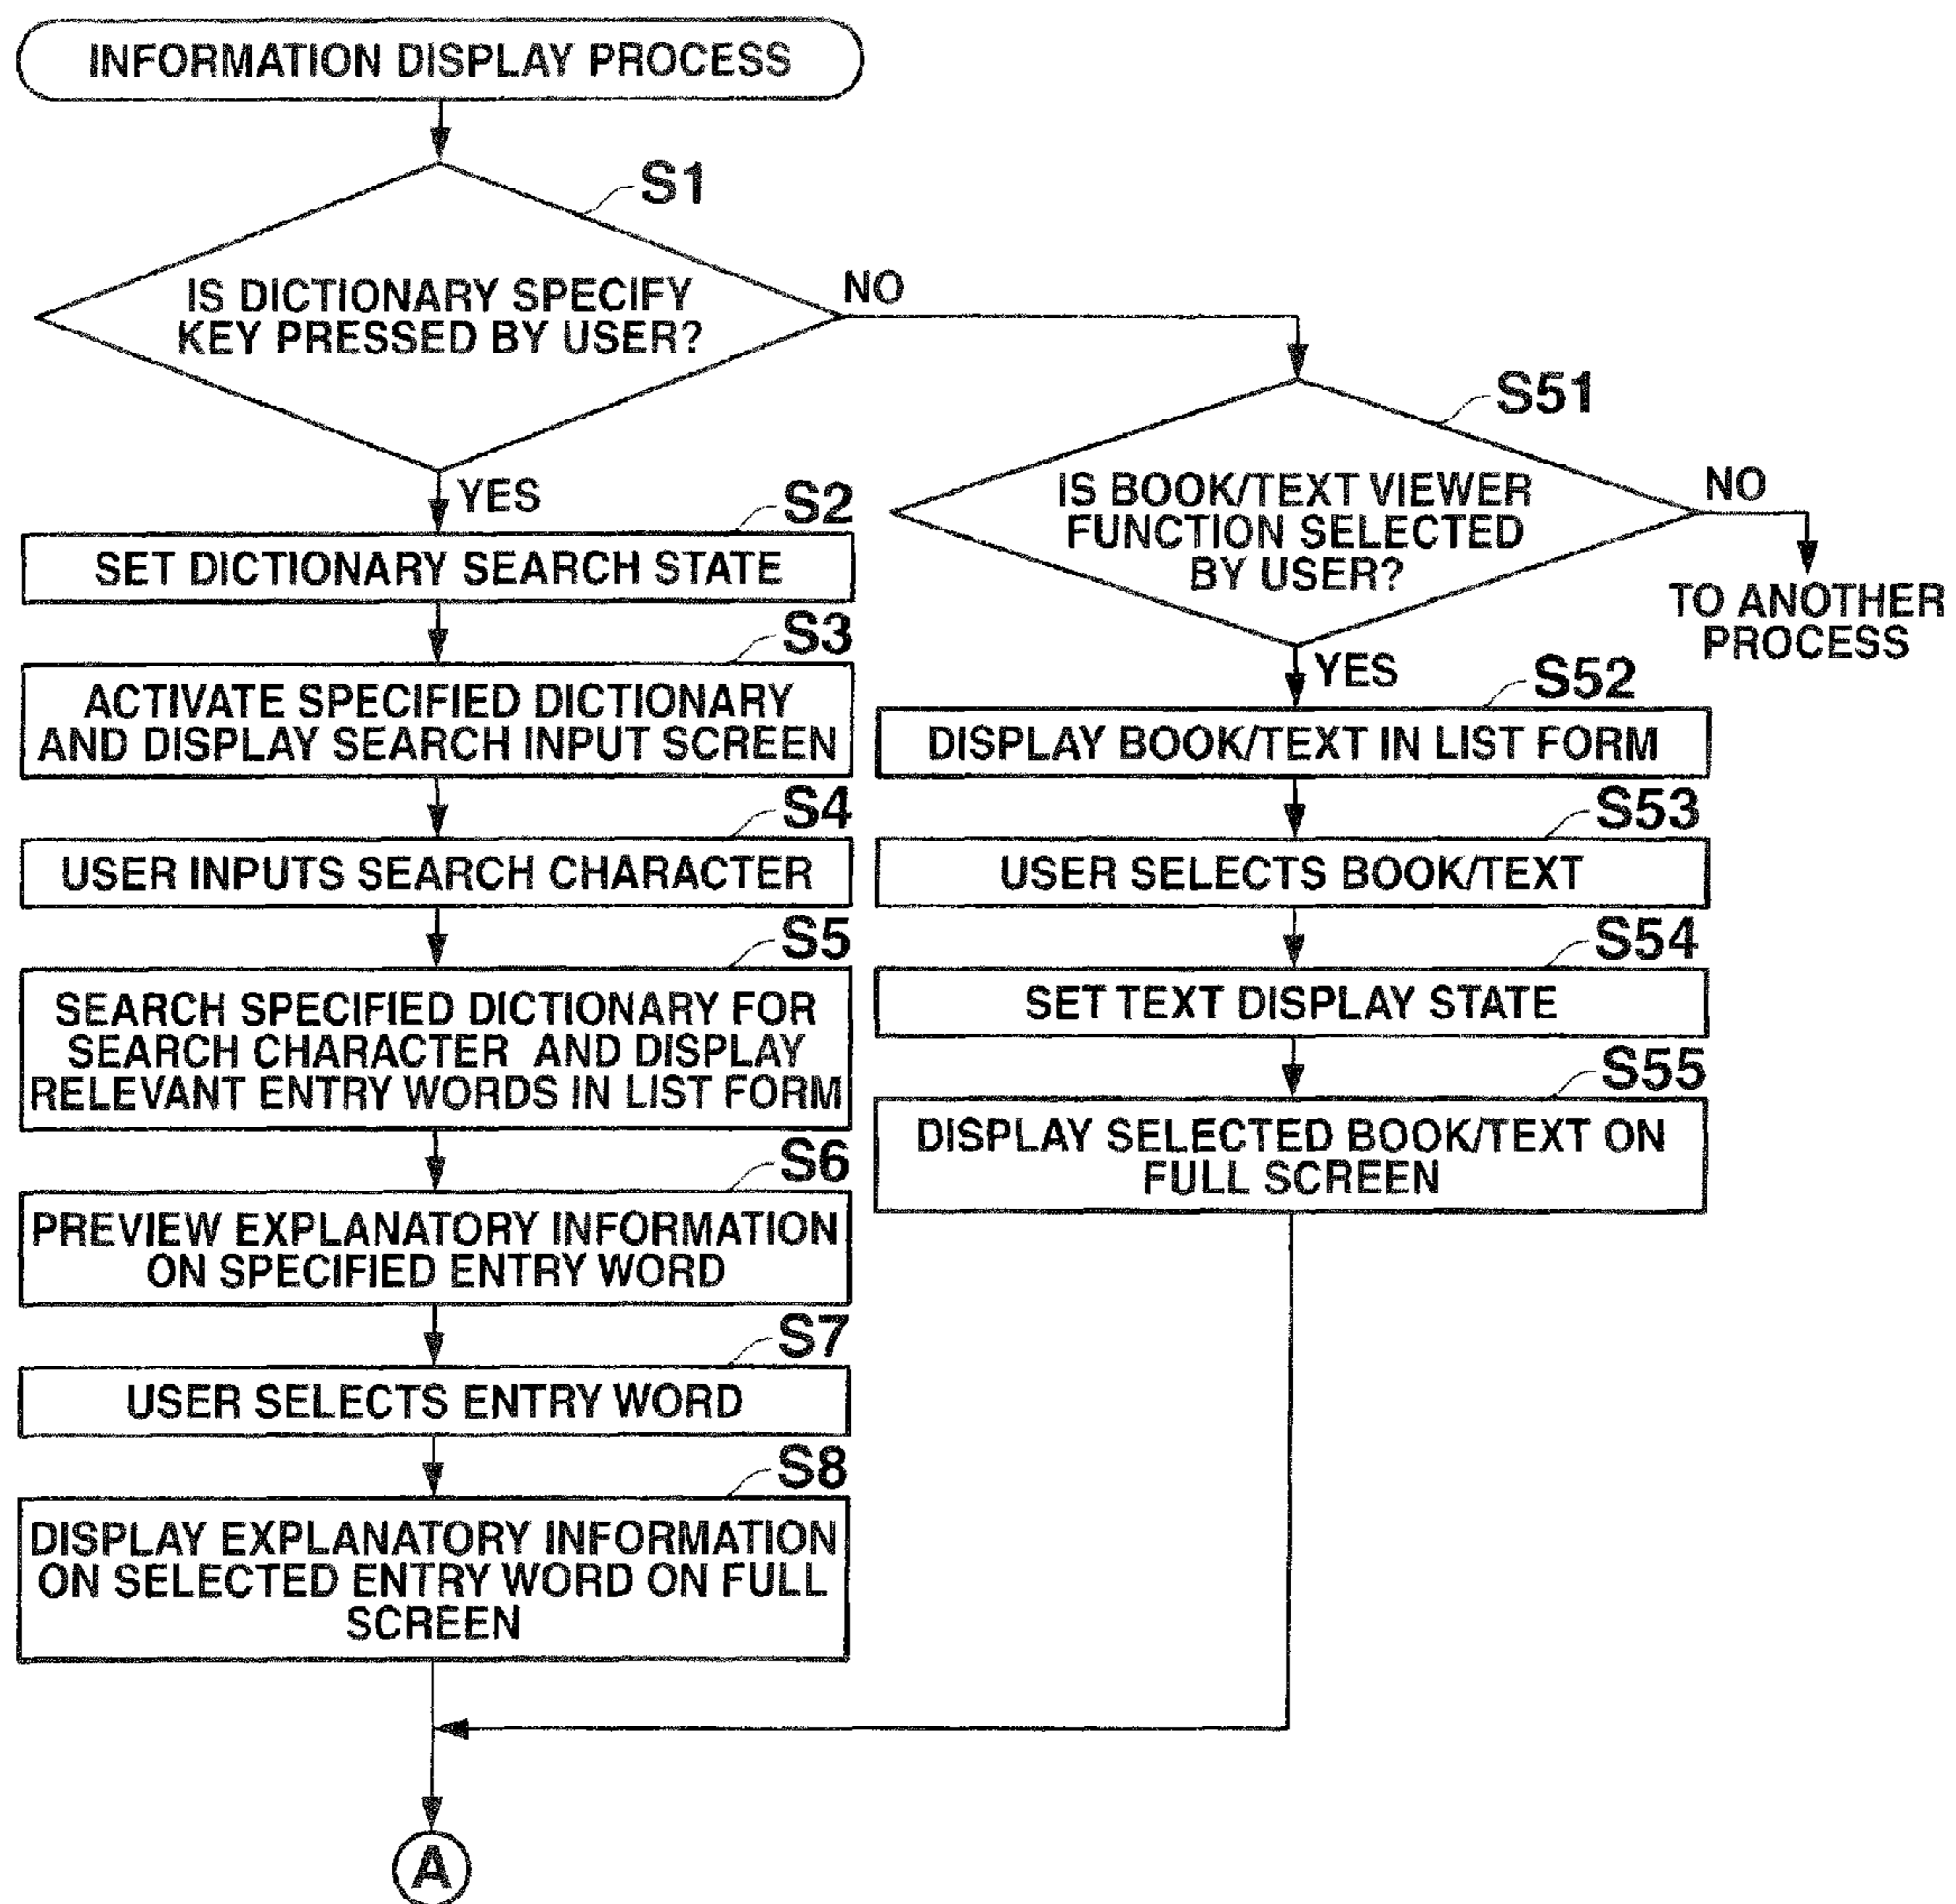 INFORMATION DISPLAY PROCESS
S1
IS DICTIONARY SPECIFY
KEY PRESSED BY USER?
NO
YES
S2
SET DICTIONARY SEARCH STATE
S3
ACTIVATE SPECIFIED DICTIONARY
AND DISPLAY SEARCH INPUT SCREEN
S4
USER INPUTS SEARCH CHARACTER
S5
SEARCH SPECIFIED DICTIONARY FOR
SEARCH CHARACTER AND DISPLAY
RELEVANT ENTRY WORDS IN LIST FORM
S6
PREVIEW EXPLANATORY INFORMATION
ON SPECIFIED ENTRY WORD
S7
USER SELECTS ENTRY WORD
S8
DISPLAY EXPLANATORY INFORMATION
ON SELECTED ENTRY WORD ON FULL
SCREEN
A
S51
IS BOOK/TEXT VIEWER
FUNCTION SELECTED
BY USER?
NO
TO ANOTHER
PROCESS
YES
S52
DISPLAY BOOK/TEXT IN LIST FORM
S53
USER SELECTS BOOK/TEXT
S54
SET TEXT DISPLAY STATE
S55
DISPLAY SELECTED BOOK/TEXT ON
FULL SCREEN